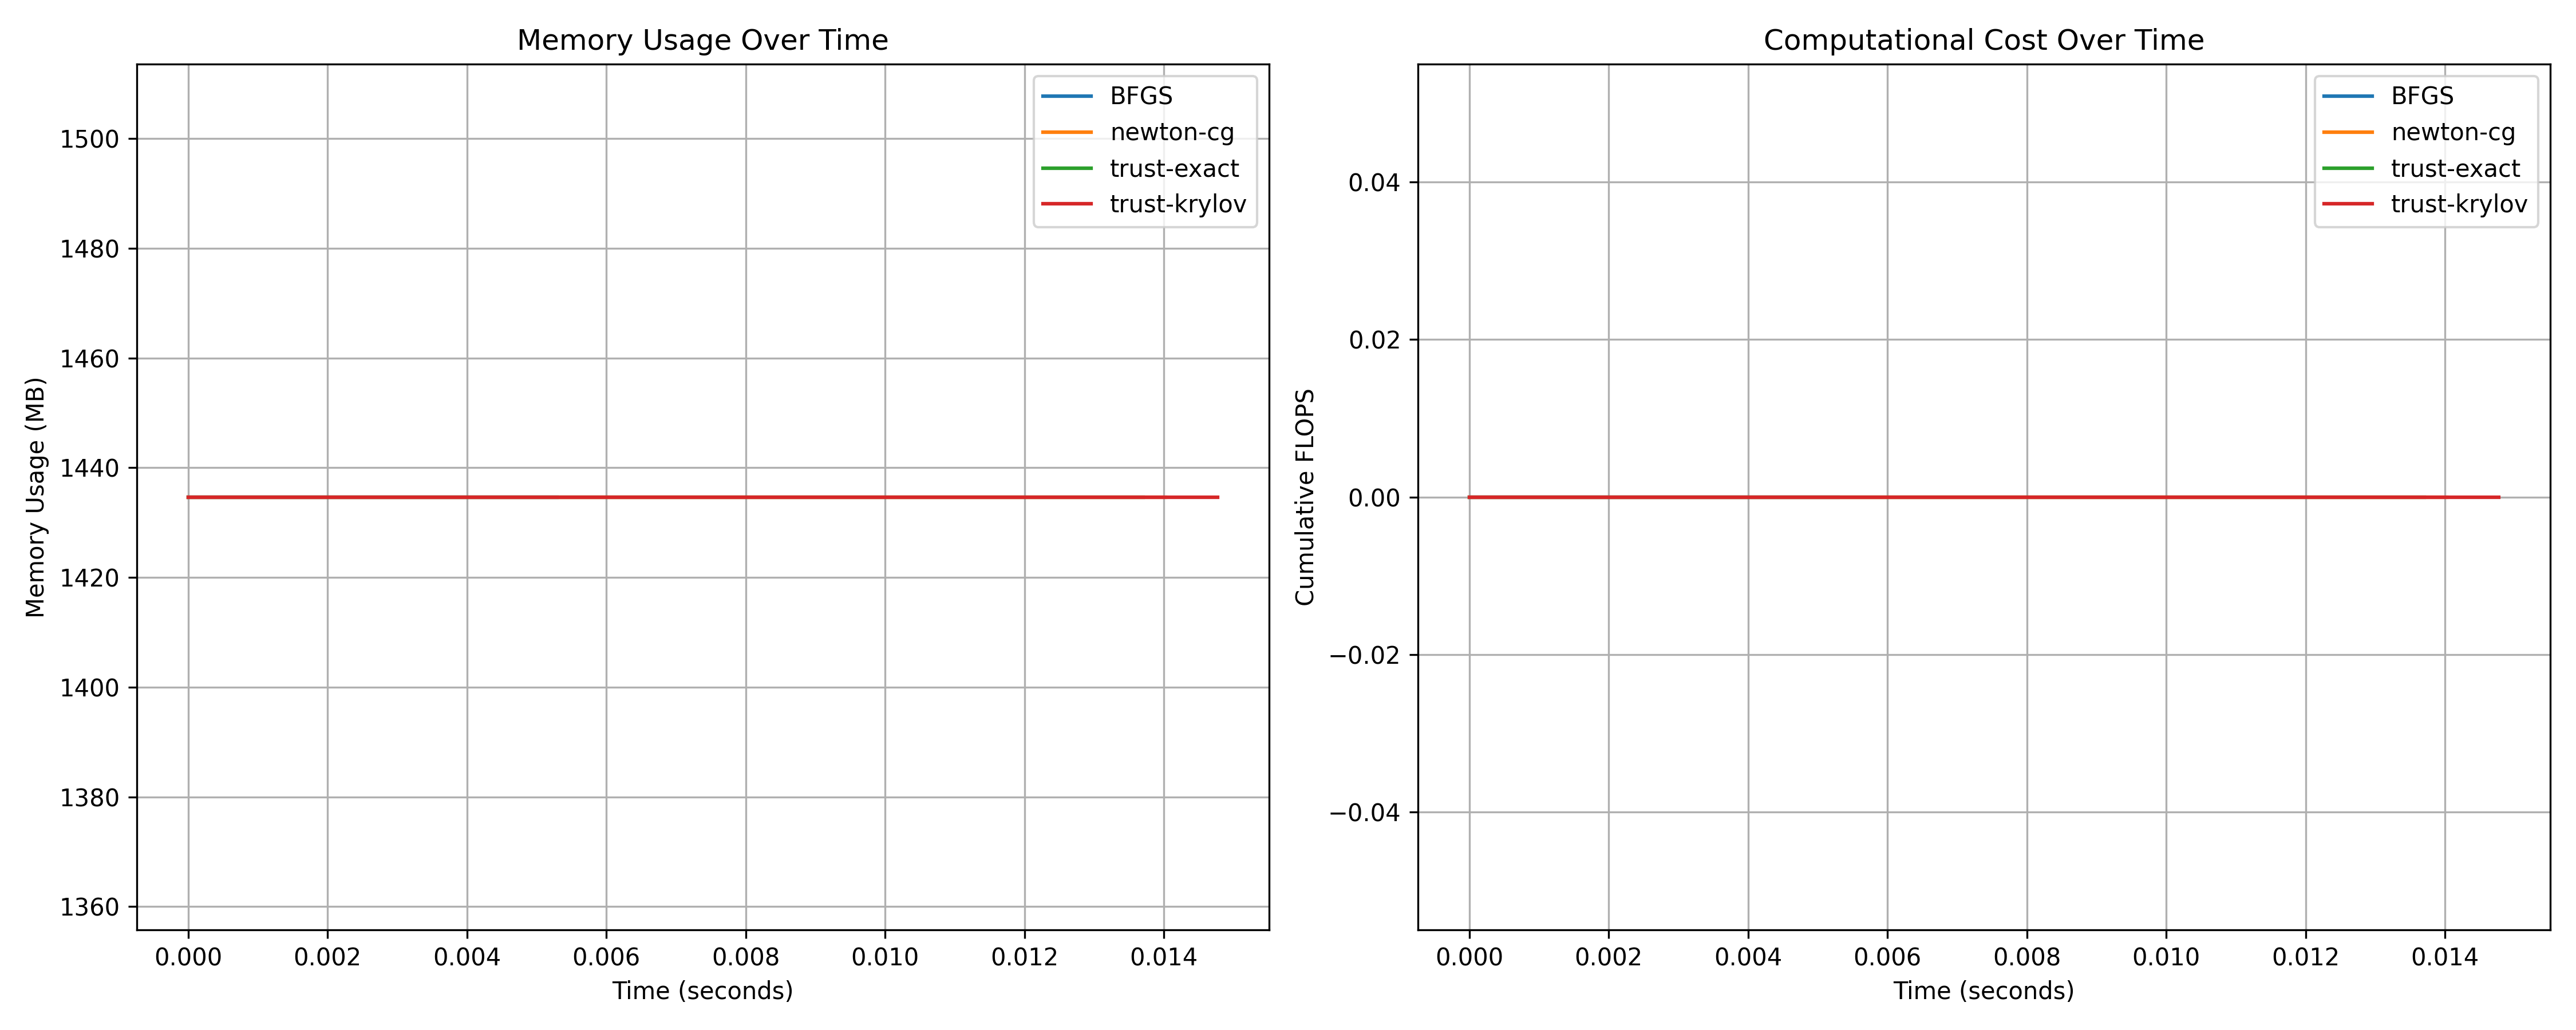 Memory Usage Over Time
Memory Usage (MB)
1500
1480
1460
1440
1420
1400
1380
1360
BFGS
newton-cg
trust-exact
trust-krylov
0.000 0.002 0.004 0.006 0.008 0.010 0.012 0.014
Time (seconds)
Computational Cost Over Time
Cumulative FLOPS
0.04
0.02
0.00
−0.02
−0.04
BFGS
newton-cg
trust-exact
trust-krylov
0.000 0.002 0.004 0.006 0.008 0.010 0.012 0.014
Time (seconds)